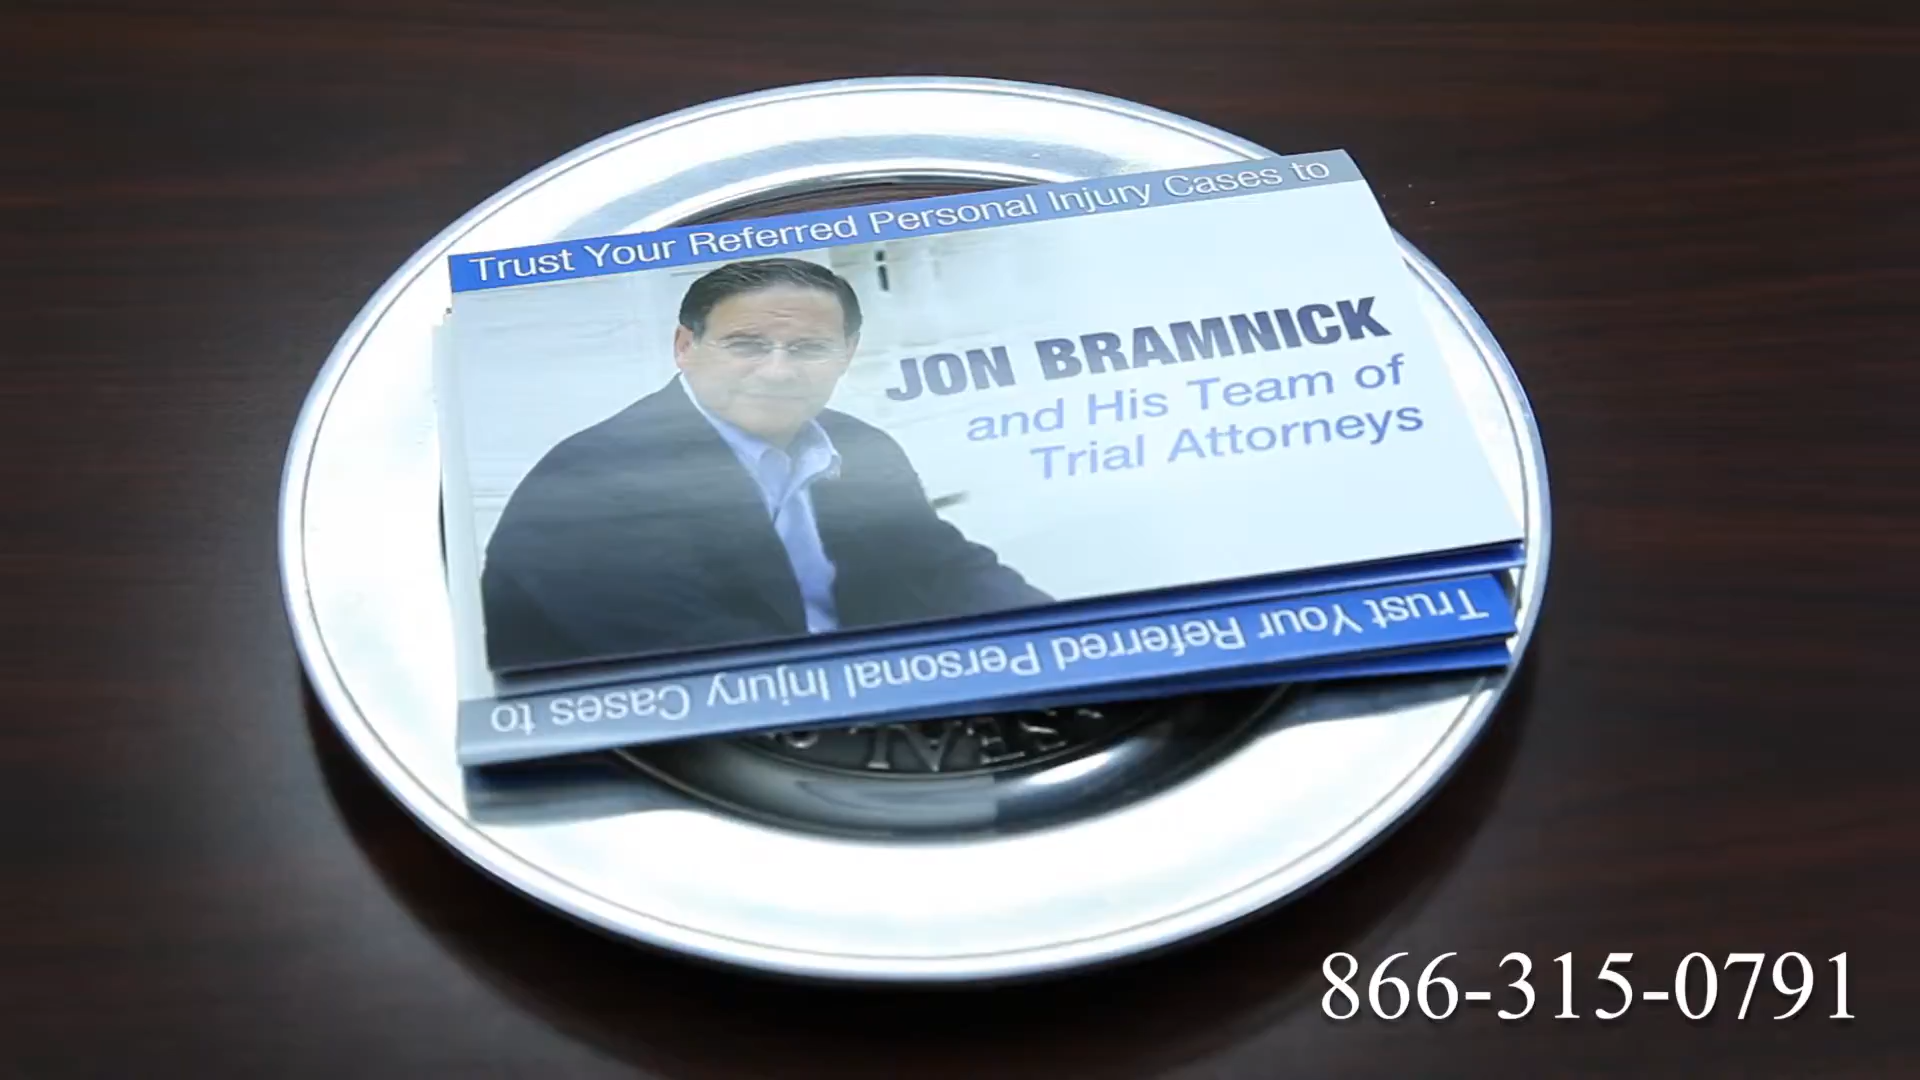 Trust Your Referred Personal Injury Cases to
JON BRAMNICK
and His Team of
Trial Attorneys
Trust Your Referred Personal Injury Cases to
866-315-0791